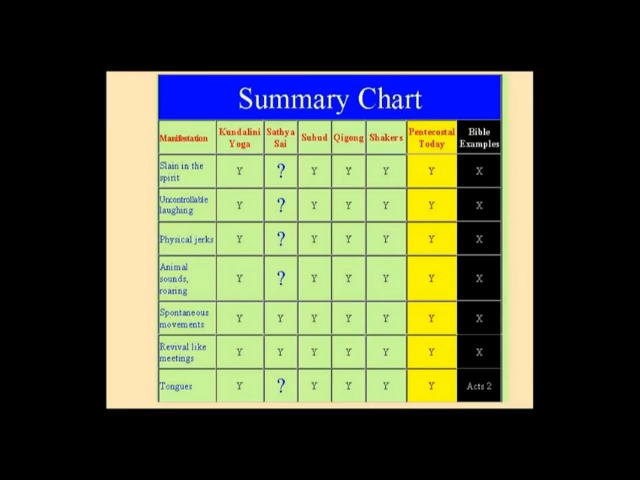 Summary Chart
Manifestation Kundalini Yoga Sathya Sai Subud Qigong Shakers Pentecostal Today Bible Examples
Slain in the spirit Y ? Y Y Y Y X
Uncontrollable laughing Y ? Y Y Y Y X
Physical jerks Y ? Y Y Y Y X
Animal sounds, roaring Y ? Y Y Y Y X
Spontaneous movements Y Y Y Y Y Y X
Revival like meetings Y Y Y Y Y Y X
Tongues Y ? Y Y Y Y Acts 2